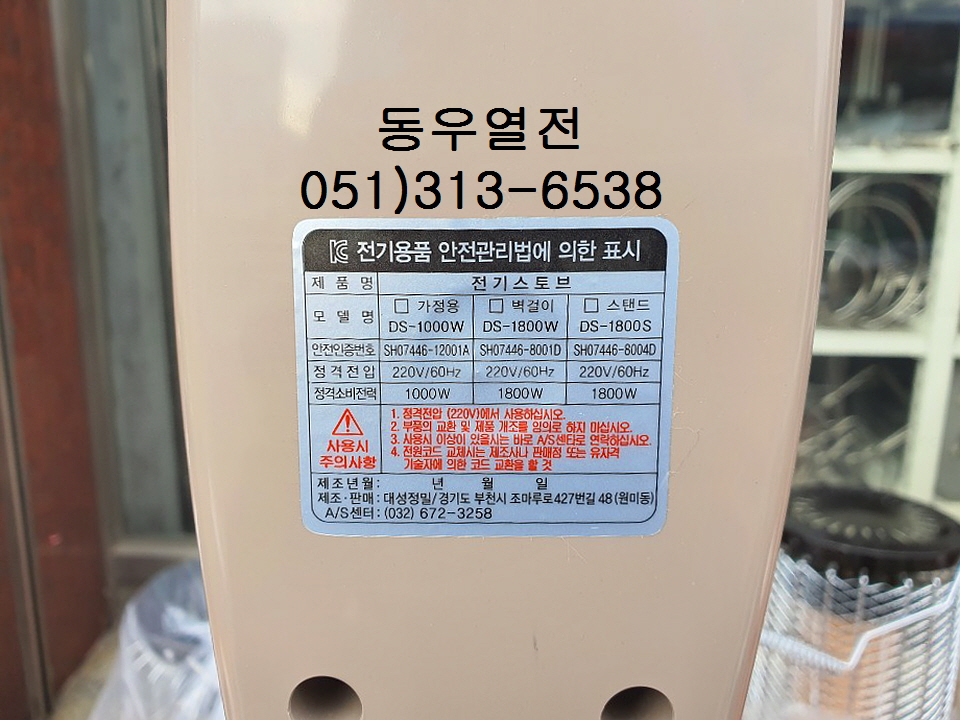 동우열전
051)313-6538
전기용품 안전관리법에 의한 표시
제품명 전기스토브
모델명 가정용 벽걸이 스탠드
DS-1000W DS-1800W DS-1800S
안전인증번호 SH07446-12001A SH07446-8001D SH07446-8004D
정격전압 220V/60Hz 220V/60Hz 220V/60Hz
정격소비전력 1000W 1800W 1800W
사용시 주의사항
1. 정격전압 (220V)에서 사용하십시오.
2. 부품의 교환 및 제품 개조를 임의로 하지 마십시오.
3. 사용시 이상이 있을시는 바로 A/S센타로 연락하십시오.
4. 전원코드 교체시는 제조사나 판매점 또는 유자격
기술자에 의한 코드 교환을 할 것
제조년월 : 년 월 일
제조·판매 : 대성정밀/경기도 부천시 조마루로427번길 48 (원미동)
A/S센터 : (032) 672-3258